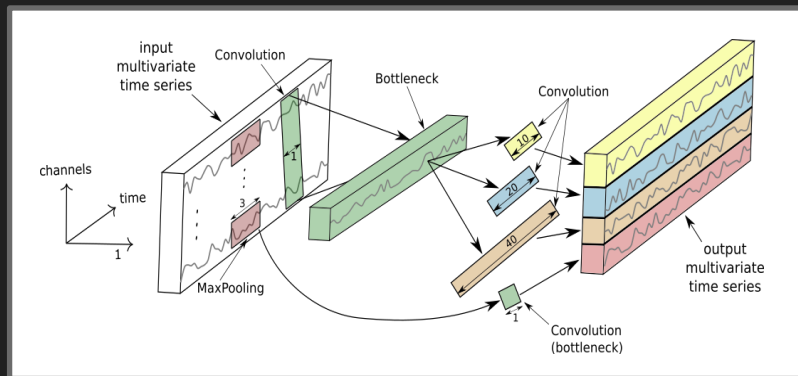 input
multivariate
time series
Convolution
Bottleneck
Convolution
channels
time
1
1
3
MaxPooling
10
20
40
1
Convolution
(bottleneck)
output
multivariate
time series